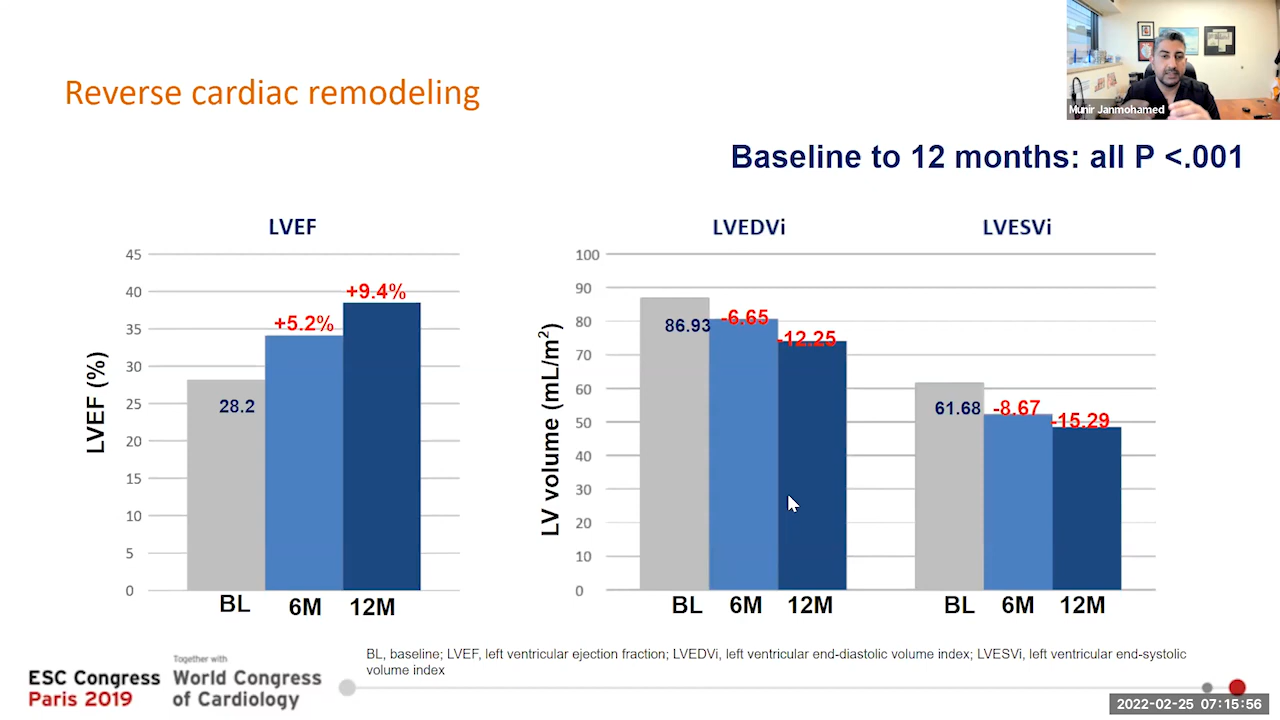 Munir Janmohamed
Reverse cardiac remodeling
Baseline to 12 months: all P <.001
LVEF
LVEF (%)
45
40
35
30
25
20
15
10
5
0
28.2
+5.2%
+9.4%
BL 6M 12M
LVEDVi LVESVi
LV volume (mL/m²)
100
90
80
70
60
50
40
30
20
10
0
86.93 -6.65 -12.25
61.68 -8.67 -15.29
BL 6M 12M BL 6M 12M
BL, baseline; LVEF, left ventricular ejection fraction; LVEDVi, left ventricular end-diastolic volume index; LVESVi, left ventricular end-systolic
volume index
ESC Congress
Paris 2019
Together with
World Congress
of Cardiology
2022-02-25 07:15:56